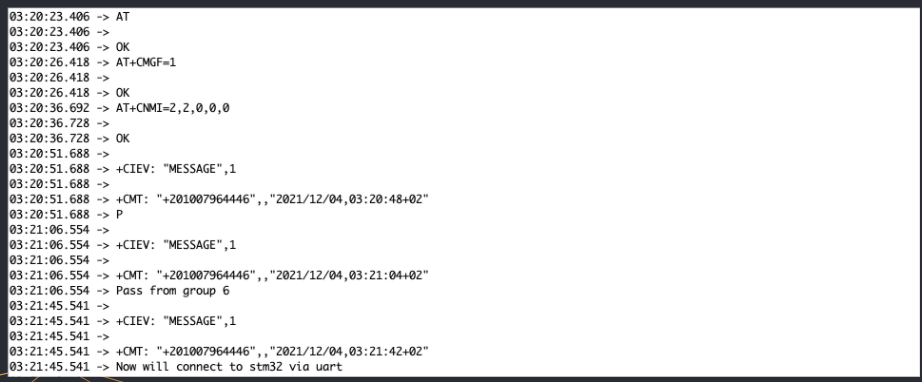 03:20:23.406 -> AT
03:20:23.406 ->
03:20:23.406 -> OK
03:20:26.418 -> AT+CMGF=1
03:20:26.418 ->
03:20:26.418 -> OK
03:20:36.692 -> AT+CNMI=2,2,0,0,0
03:20:36.728 ->
03:20:36.728 -> OK
03:20:51.688 ->
03:20:51.688 -> +CIEV: "MESSAGE",1
03:20:51.688 ->
03:20:51.688 -> +CMT: "+201007964446",,"2021/12/04,03:20:48+02"
03:20:51.688 -> P
03:21:06.554 ->
03:21:06.554 -> +CIEV: "MESSAGE",1
03:21:06.554 ->
03:21:06.554 -> +CMT: "+201007964446",,"2021/12/04,03:21:04+02"
03:21:06.554 -> Pass from group 6
03:21:45.541 ->
03:21:45.541 -> +CIEV: "MESSAGE",1
03:21:45.541 ->
03:21:45.541 -> +CMT: "+201007964446",,"2021/12/04,03:21:42+02"
03:21:45.541 -> Now will connect to stm32 via uart